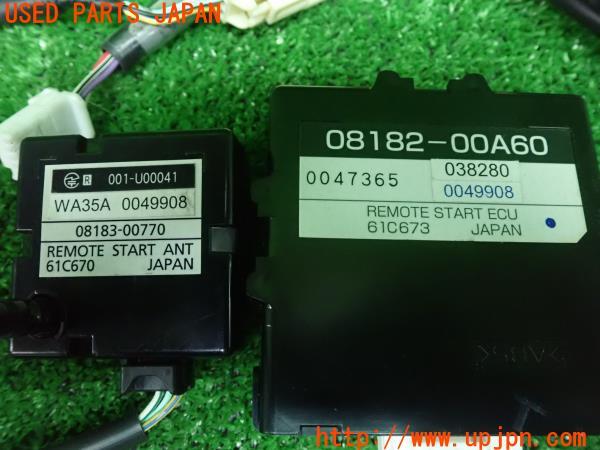 USED PARTS JAPAN
R 001-U00041
WA35A 0049908
08183-00770
REMOTE START ANT
61C670 JAPAN
08182-00A60
0047365
038280
0049908
REMOTE START ECU
61C673 JAPAN
>ABS<
http://www.upjpn.com